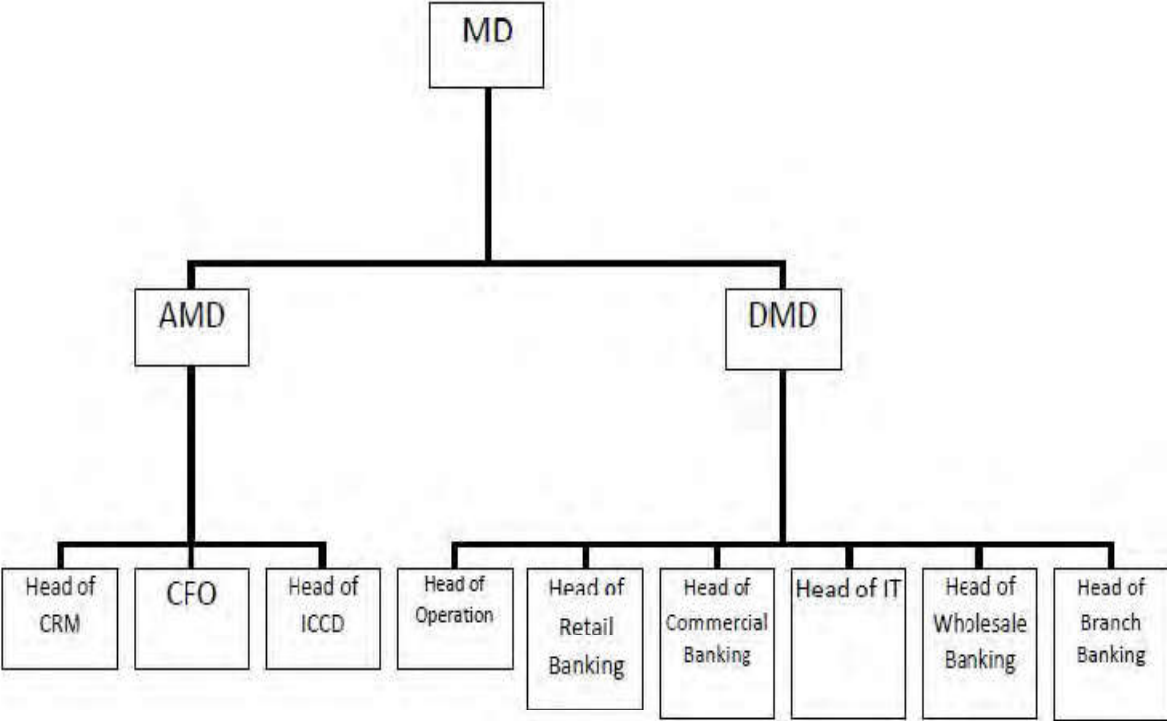 MD
AMD
DMD
Head of
CRM
CFO
Head of
ICCD
Head of
Operation
Head of
Retail
Banking
Head of
Commercial
Banking
Head of IT
Head of
Wholesale
Banking
Head of
Branch
Banking